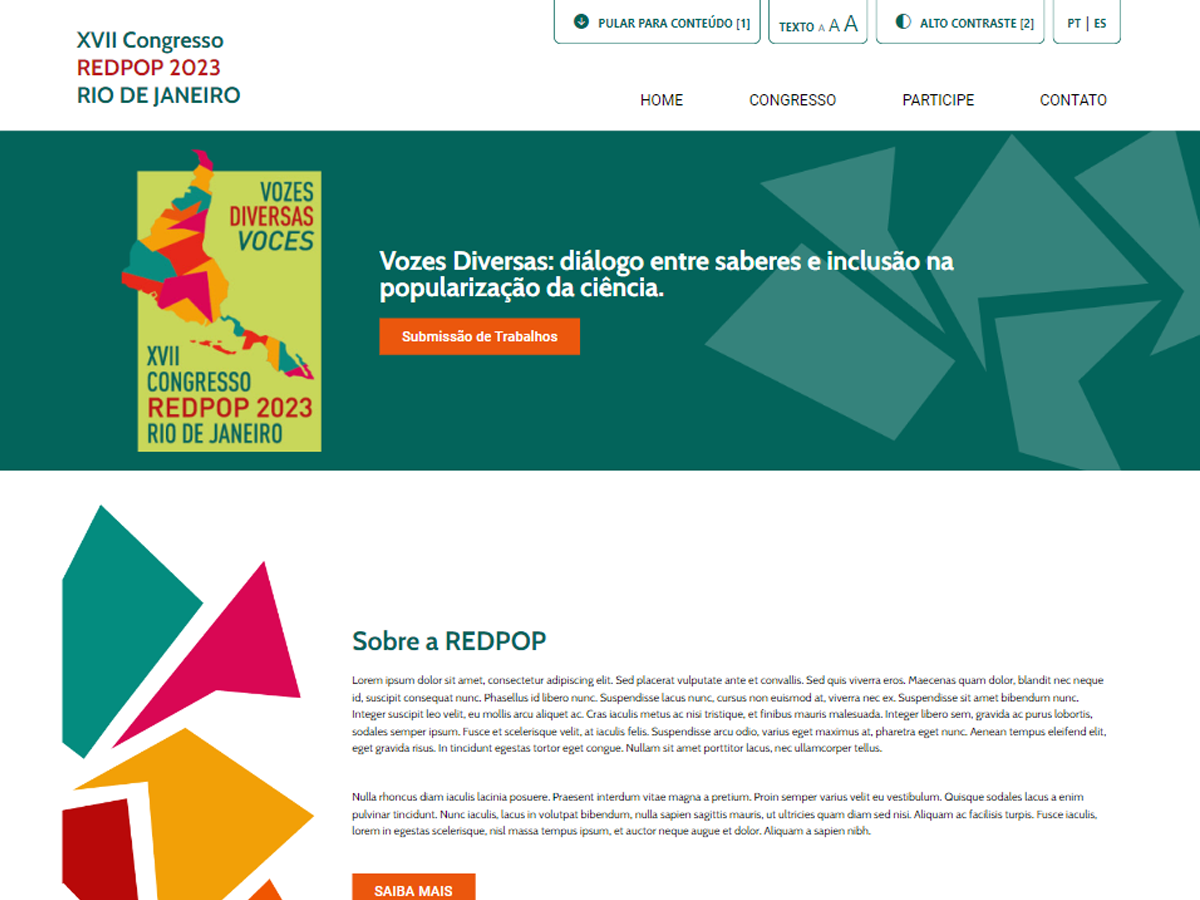 XVII Congresso
REDPOP 2023
RIO DE JANEIRO
PULAR PARA CONTEÚDO [1]
TEXTO A A A
ALTO CONTRASTE [2]
PT | ES
HOME
CONGRESSO
PARTICIPE
CONTATO
VOZES
DIVERSAS
VOCES
XVII
CONGRESSO
REDPOP 2023
RIO DE JANEIRO
Vozes Diversas: diálogo entre saberes e inclusão na
popularização da ciência.
Submissão de Trabalhos
Sobre a REDPOP
Lorem ipsum dolor sit amet, consectetur adipiscing elit. Sed placerat vulputate ante et convallis. Sed quis viverra eros. Maecenas quam dolor, blandit nec neque
id, suscipit consequat nunc. Phasellus id libero nunc. Suspendisse lacus nunc, cursus non euismod at, viverra nec ex. Suspendisse sit amet bibendum nunc.
Integer suscipit leo velit, eu mollis arcu aliquet ac. Cras iaculis metus ac nisi tristique, et finibus mauris malesuada. Integer libero sem, gravida ac purus lobortis,
sodales semper ipsum. Fusce et scelerisque velit, at iaculis felis. Suspendisse arcu odio, varius eget maximus at, pharetra eget nunc. Aenean tempus eleifend elit,
eget gravida risus. In tincidunt egestas tortor eget congue. Nullam sit amet porttitor lacus, nec ullamcorper tellus.
Nulla rhoncus diam iaculis lacinia posuere. Praesent interdum vitae magna a pretium. Proin semper varius velit eu vestibulum. Quisque sodales lacus a enim
pulvinar tincidunt. Nunc iaculis, lacus in volutpat bibendum, nulla sapien sagittis mauris, ut ultricies quam diam sed nisi. Aliquam ac facilisis turpis. Fusce iaculis,
lorem in egestas scelerisque, nisl massa tempus ipsum, et auctor neque augue et dolor. Aliquam a sapien nibh.
SAIBA MAIS